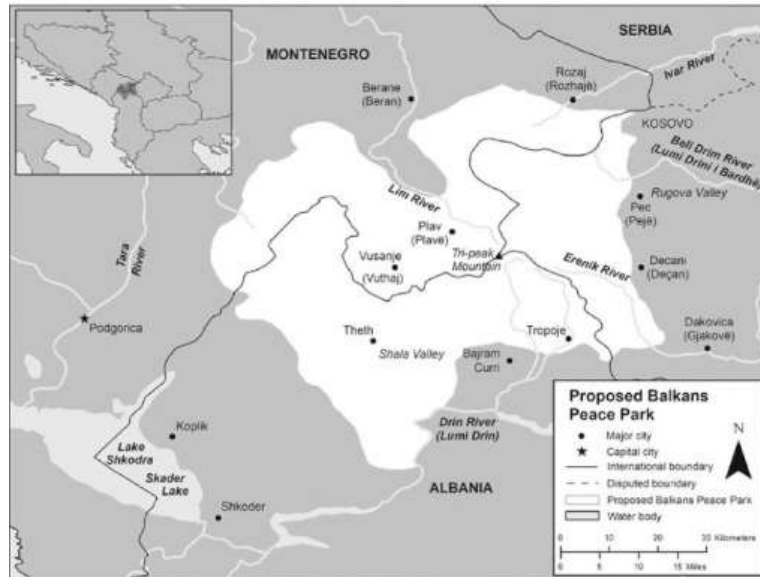 SERBIA
MONTENEGRO
Rozaj
(Rozhajë)
Ivar River
Berane
(Beran)
KOSOVO
Beli Drim River
(Lumi Drini i Bardhë)
Lim River
Rugova Valley
Pec
(Pejë)
Plav
(Plavë)
Tri-peak
Mountain
Vusanje
(Vuthaj)
Erenik River
Decani
(Deçan)
Tara
River
Podgorica
Theth
Shala Valley
Tropoje
Bajram
Curri
Dakovica
(Gjakovë)
Drin River
(Lumi Drin)
Koplik
Lake
Shkodra
Skader
Lake
Shkoder
ALBANIA
Proposed Balkans
Peace Park
N
Major city
Capital city
International boundary
Disputed boundary
Proposed Balkans Peace Park
Water body
0 10 20 30 Kilometers
0 5 10 15 Miles